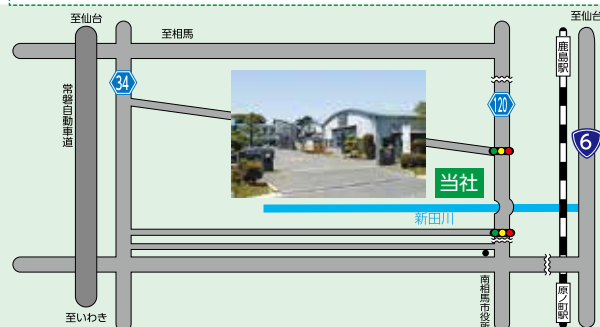 至仙台
至仙台
至相馬
鹿島駅
34
120
常磐自動車道
6
当社
新田川
南相馬市役所
原ノ町駅
至いわき